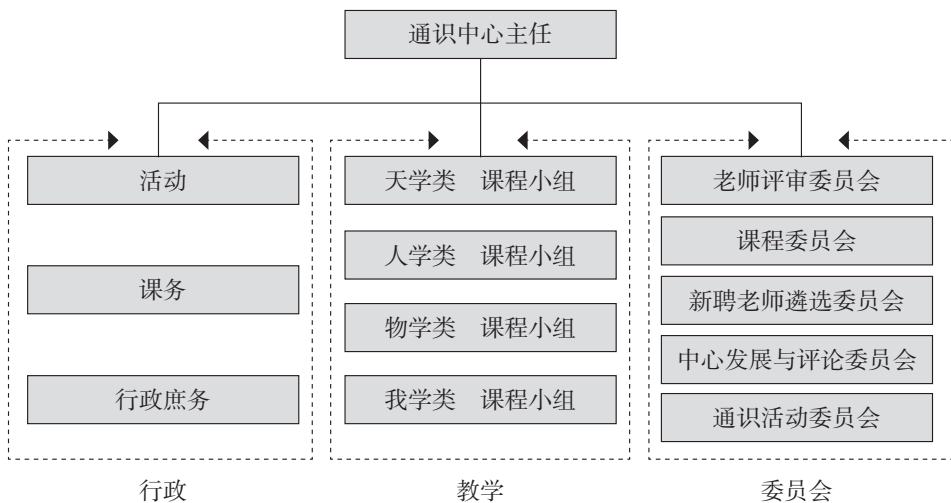 通识中心主任
活动
课务
行政庶务
行政
天学类　课程小组
人学类　课程小组
物学类　课程小组
我学类　课程小组
教学
老师评审委员会
课程委员会
新聘老师遴选委员会
中心发展与评论委员会
通识活动委员会
委员会